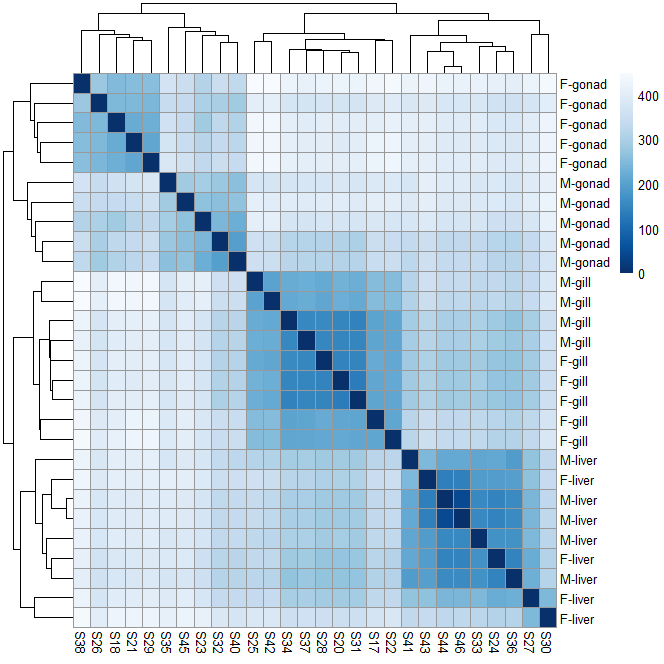 F-gonad
F-gonad
F-gonad
F-gonad
F-gonad
M-gonad
M-gonad
M-gonad
M-gonad
M-gonad
M-gill
M-gill
M-gill
M-gill
F-gill
F-gill
F-gill
F-gill
F-gill
M-liver
F-liver
M-liver
M-liver
M-liver
F-liver
M-liver
F-liver
F-liver
400
300
200
100
0
S38
S26
S18
S21
S29
S35
S45
S23
S32
S40
S25
S42
S34
S37
S28
S20
S31
S17
S22
S41
S43
S44
S46
S33
S24
S36
S27
S30